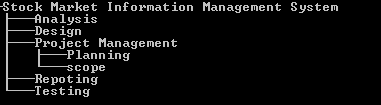 Stock Market Information Management System
Analysis
Design
Project Management
Planning
scope
Repoting
Testing